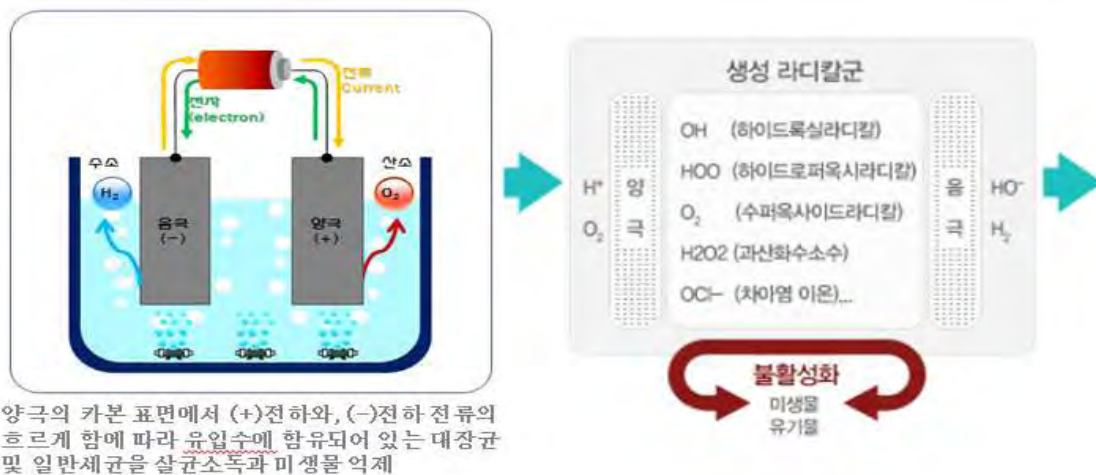 전류
Current
전자
(electron)
수소
H₂
음극
(-)
양극
(+)
산소
O₂
양극의 카본 표면에서 (+)전하와, (-)전하 전류의
흐르게 함에 따라 유입수에 함유되어 있는 대장균
및 일반세균을 살균소독과 미생물 억제
생성 라디칼군
H⁺
O₂
양
극
OH (하이드록실라디칼)
HOO (하이드로퍼옥시라디칼)
O₂ (수퍼옥사이드라디칼)
H2O2 (과산화수소수)
OCl- (차아염 이온)...
음
극
HO⁻
H₂
불활성화
미생물
유기물